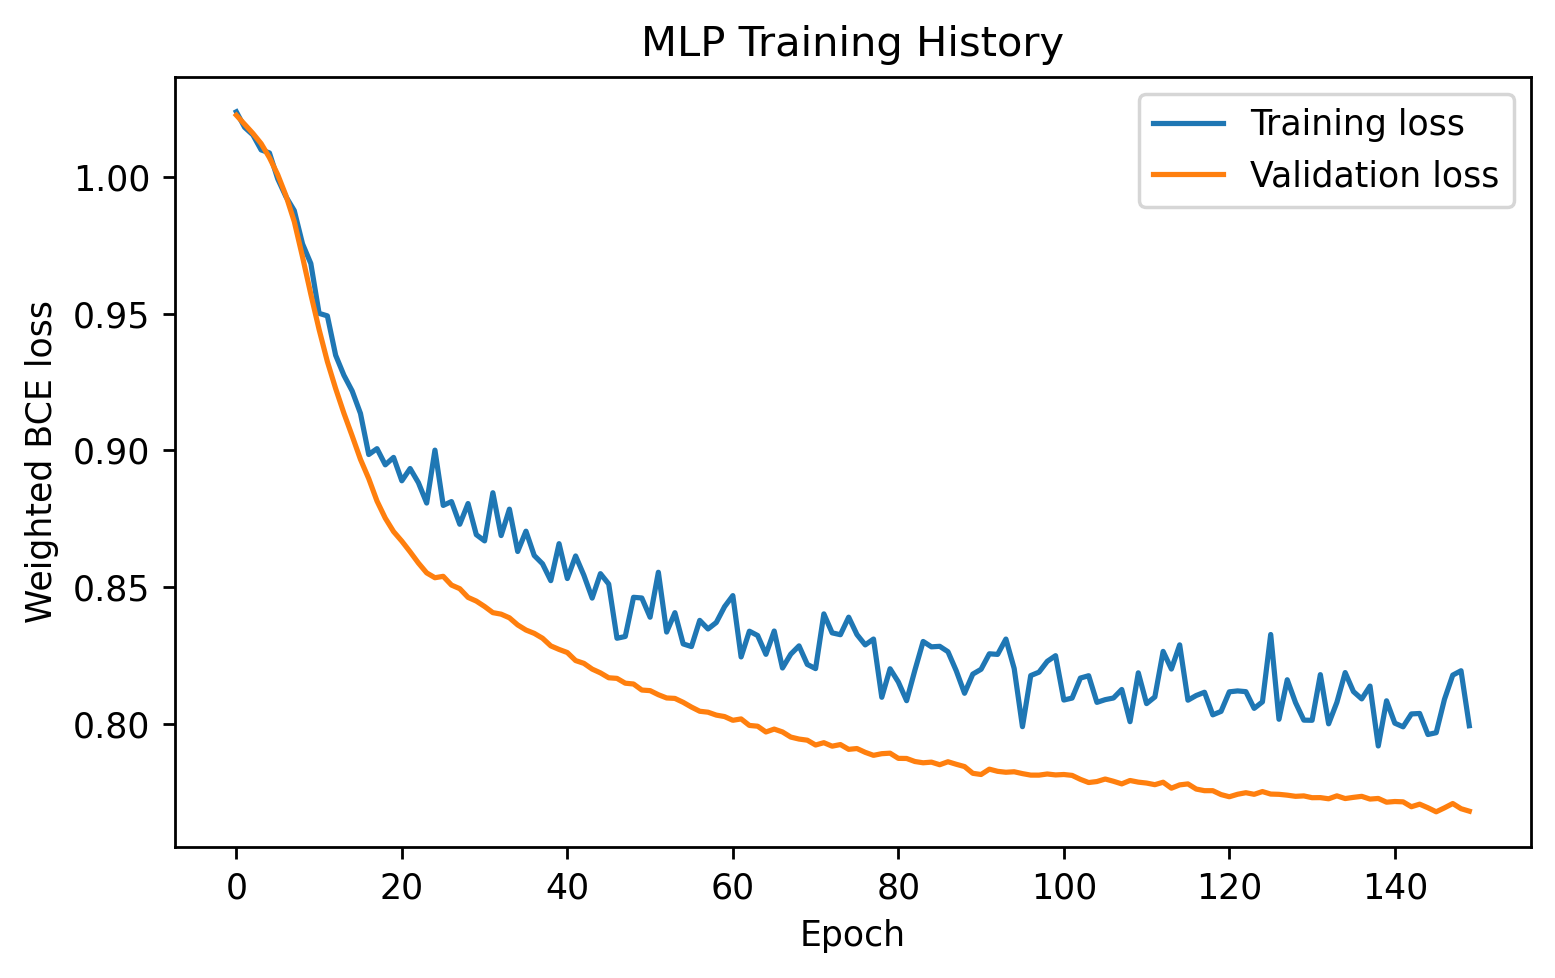 MLP Training History
Training loss
Validation loss
Weighted BCE loss
1.00
0.95
0.90
0.85
0.80
0 20 40 60 80 100 120 140
Epoch